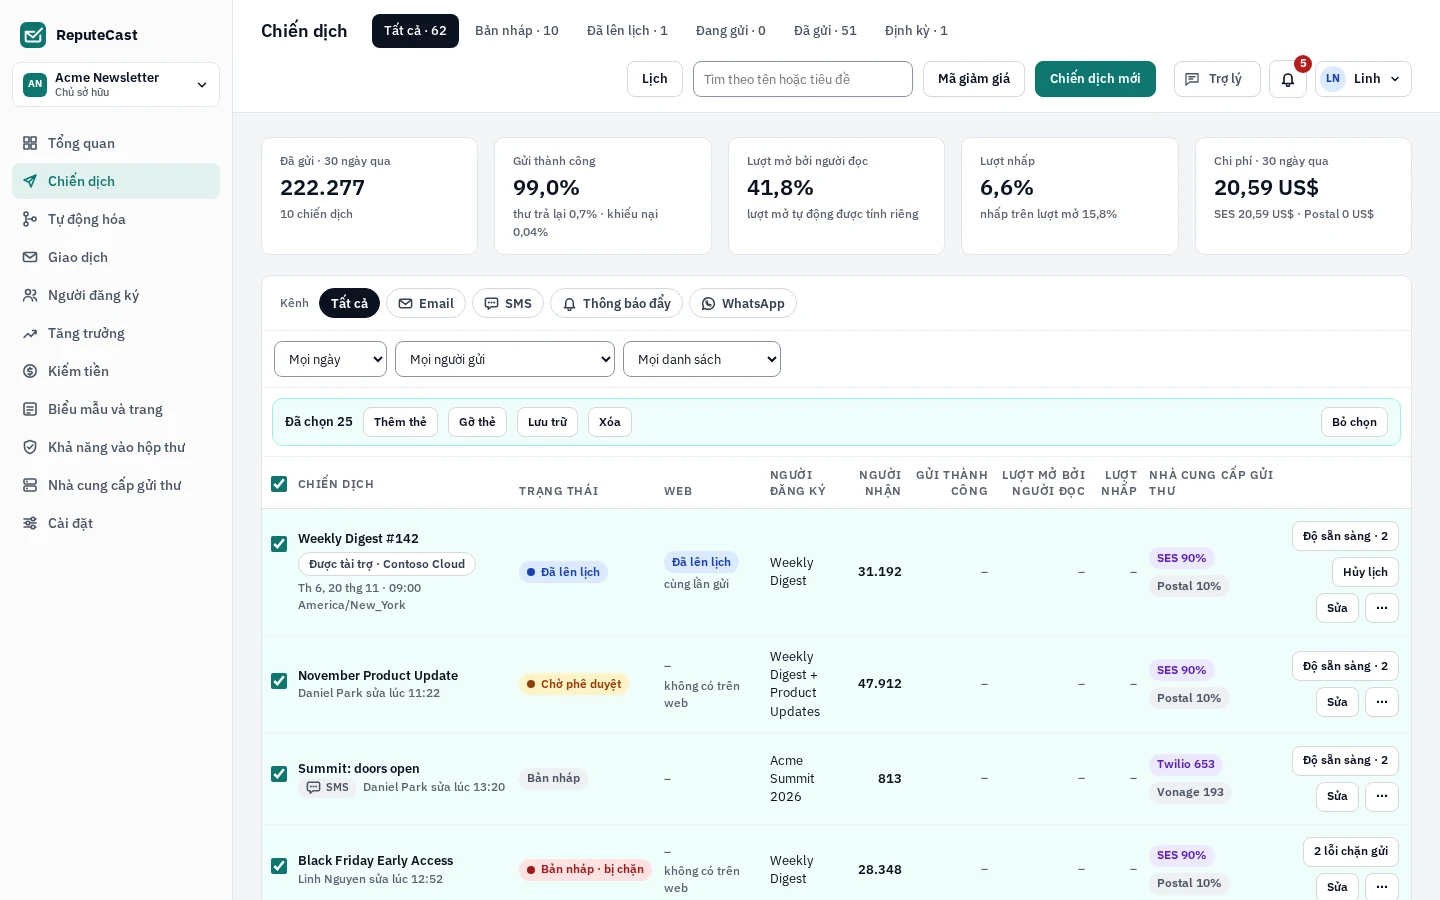 ReputeCast
AN
Acme Newsletter
Chủ sở hữu
Tổng quan
Chiến dịch
Tự động hóa
Giao dịch
Người đăng ký
Tăng trưởng
Kiếm tiền
Biểu mẫu và trang
Khả năng vào hộp thư
Nhà cung cấp gửi thư
Cài đặt
Chiến dịch
Tất cả · 62
Bản nháp · 10
Đã lên lịch · 1
Đang gửi · 0
Đã gửi · 51
Định kỳ · 1
Lịch
Tìm theo tên hoặc tiêu đề
Mã giảm giá
Chiến dịch mới
Trợ lý
5
LN
Linh
Đã gửi · 30 ngày qua
222.277
10 chiến dịch
Gửi thành công
99,0%
thư trả lại 0,7% · khiếu nại
0,04%
Lượt mở bởi người đọc
41,8%
lượt mở tự động được tính riêng
Lượt nhấp
6,6%
nhấp trên lượt mở 15,8%
Chi phí · 30 ngày qua
20,59 US$
SES 20,59 US$ · Postal 0 US$
Kênh
Tất cả
Email
SMS
Thông báo đẩy
WhatsApp
Mọi ngày
Mọi người gửi
Mọi danh sách
Đã chọn 25
Thêm thẻ
Gỡ thẻ
Lưu trữ
Xóa
Bỏ chọn
CHIẾN DỊCH
TRẠNG THÁI
WEB
NGƯỜI
ĐĂNG KÝ
NGƯỜI
NHẬN
GỬI THÀNH
CÔNG
LƯỢT MỞ BỞI
NGƯỜI ĐỌC
LƯỢT
NHẤP
NHÀ CUNG CẤP GỬI
THƯ
Weekly Digest #142
Được tài trợ · Contoso Cloud
Th 6, 20 thg 11 · 09:00
America/New_York
Đã lên lịch
Đã lên lịch
cùng lần gửi
Weekly
Digest
31.192
–
–
–
SES 90%
Postal 10%
Độ sẵn sàng · 2
Hủy lịch
Sửa
···
November Product Update
Daniel Park sửa lúc 11:22
Chờ phê duyệt
–
không có trên
web
Weekly
Digest +
Product
Updates
47.912
–
–
–
SES 90%
Postal 10%
Độ sẵn sàng · 2
Sửa
···
Summit: doors open
SMS
Daniel Park sửa lúc 13:20
Bản nháp
–
Acme
Summit
2026
813
–
–
–
Twilio 653
Vonage 193
Độ sẵn sàng · 2
Sửa
···
Black Friday Early Access
Linh Nguyen sửa lúc 12:52
Bản nháp · bị chặn
–
không có trên
web
Weekly
Digest
28.348
–
–
–
SES 90%
Postal 10%
2 lỗi chặn gửi
Sửa
···